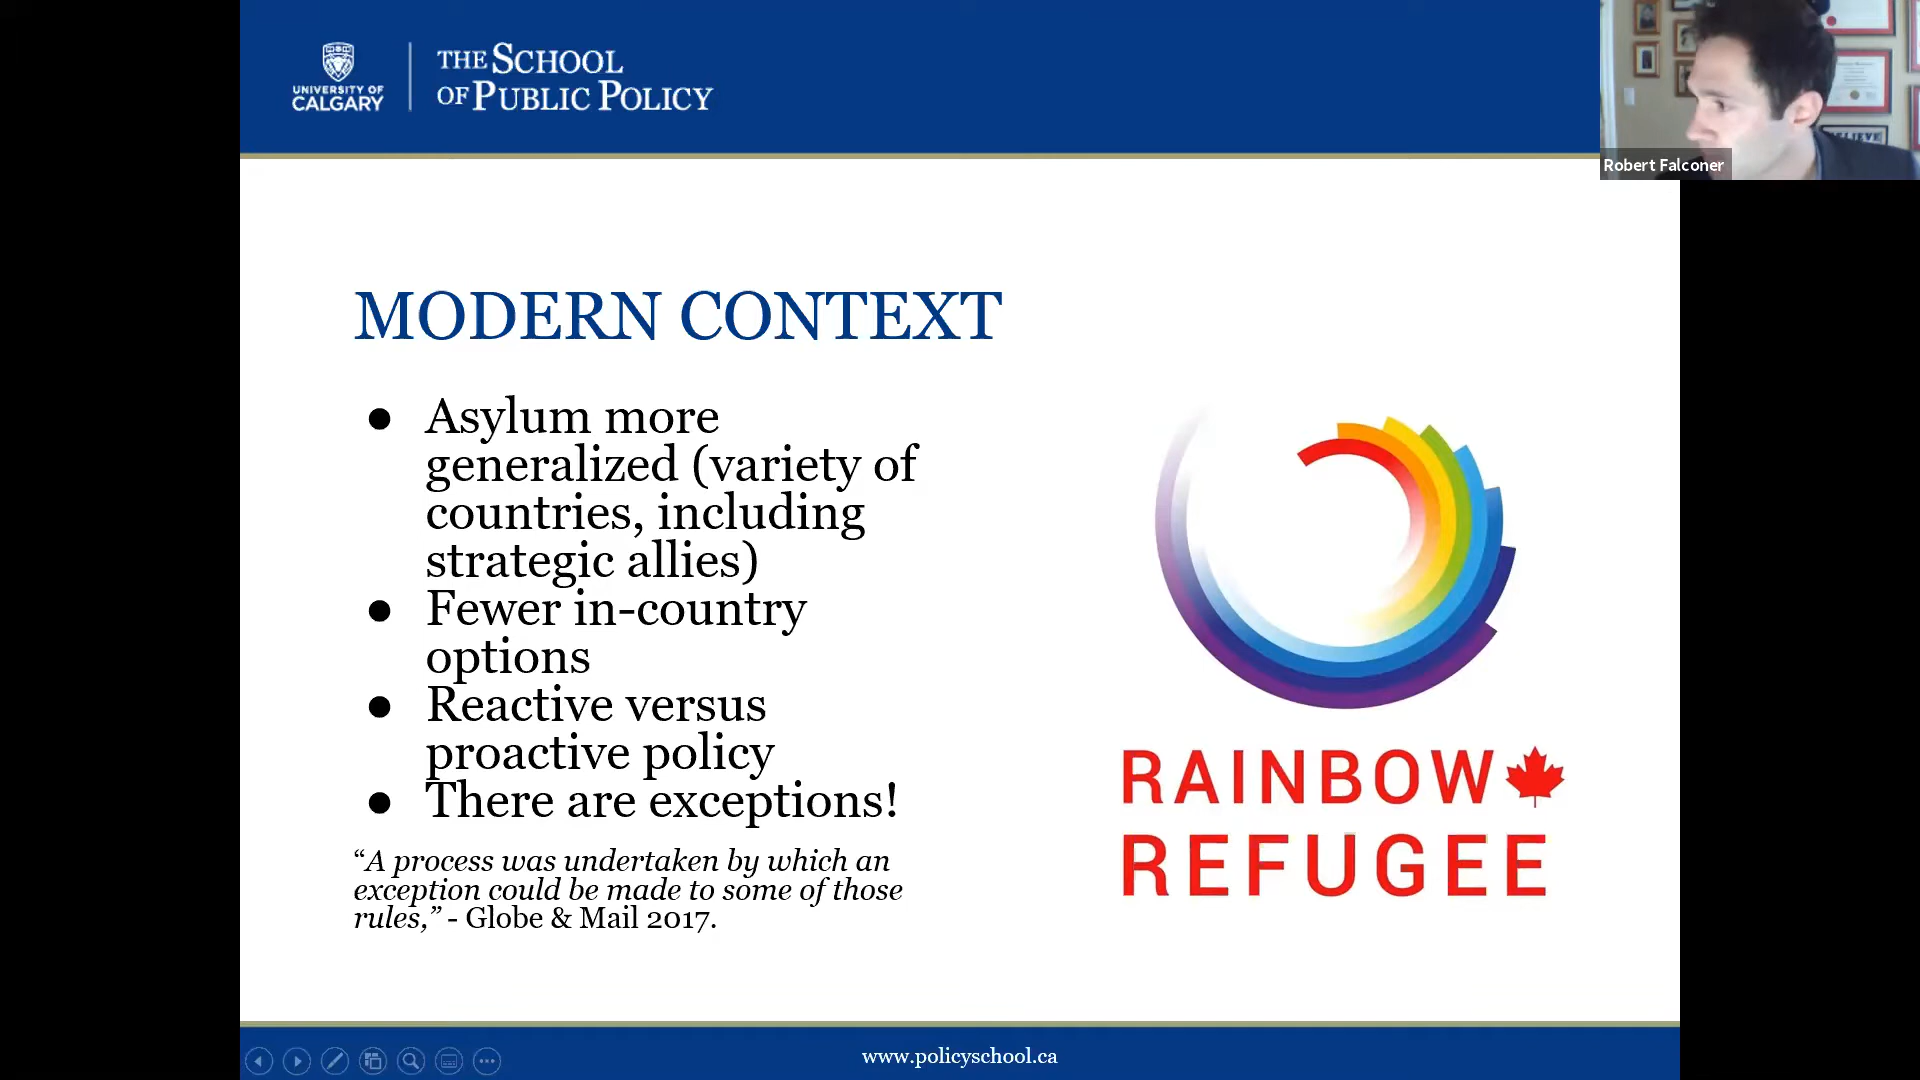 UNIVERSITY OF
CALGARY
THE SCHOOL
OF PUBLIC POLICY
Robert Falconer
MODERN CONTEXT
● Asylum more
generalized (variety of
countries, including
strategic allies)
● Fewer in-country
options
● Reactive versus
proactive policy
● There are exceptions!
“A process was undertaken by which an
exception could be made to some of those
rules,” - Globe & Mail 2017.
RAINBOW
REFUGEE
www.policyschool.ca